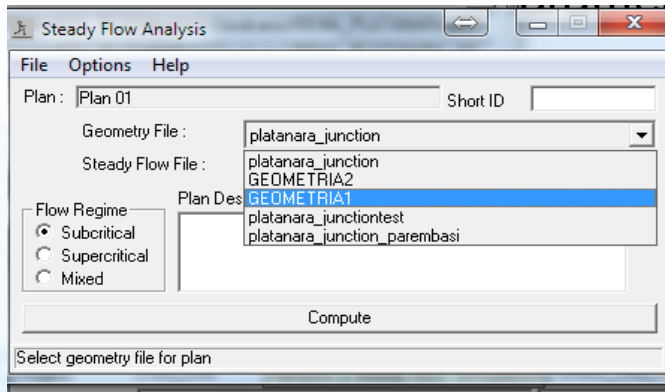 Steady Flow Analysis
File Options Help
Plan : Plan 01 Short ID
Geometry File : platanara_junction
Steady Flow File : platanara_junction
GEOMETRIA2
Plan Des GEOMETRIA1
platanara_junctiontest
platanara_junction_parembasi
Flow Regime
Subcritical
Supercritical
Mixed
Compute
Select geometry file for plan